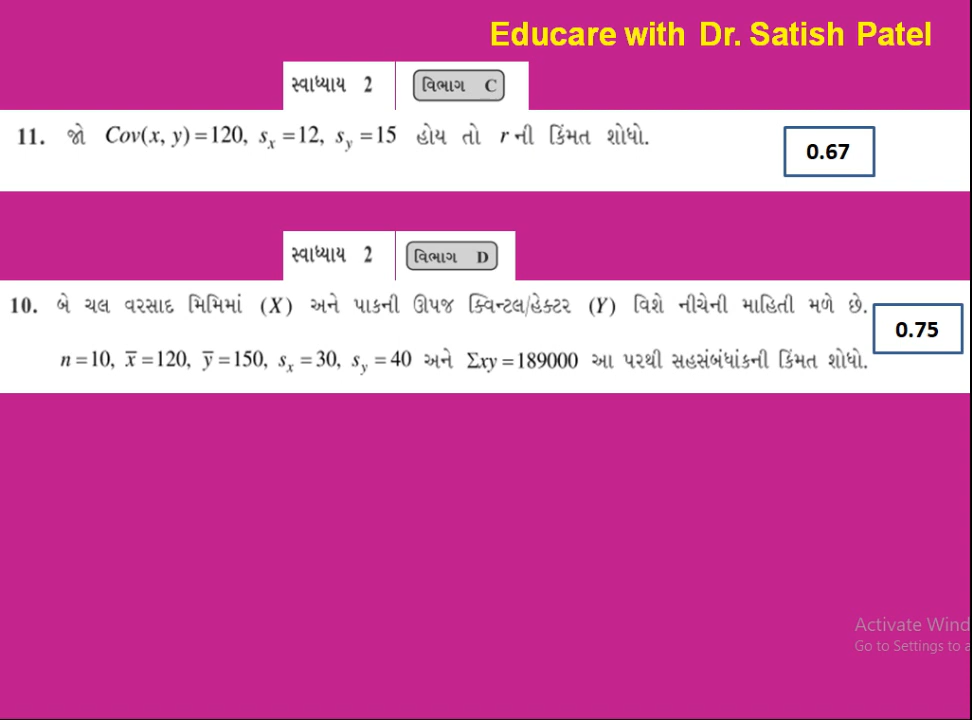 Educare with Dr. Satish Patel
સ્વાધ્યાય 2 વિભાગ C
11. જો Cov(x, y) = 120, sₓ = 12, s_y = 15 હોય તો r ની કિંમત શોધો.
0.67
સ્વાધ્યાય 2 વિભાગ D
10. બે ચલ વરસાદ મિમિમાં (X) અને પાકની ઊપજ ક્વિન્ટલ/હેક્ટર (Y) વિશે નીચેની માહિતી મળે છે.
0.75
n = 10, x̅ = 120, y̅ = 150, sₓ = 30, s_y = 40 અને Σxy = 189000 આ પરથી સહસંબંધાંકની કિંમત શોધો.
Activate Wind
Go to Settings to a